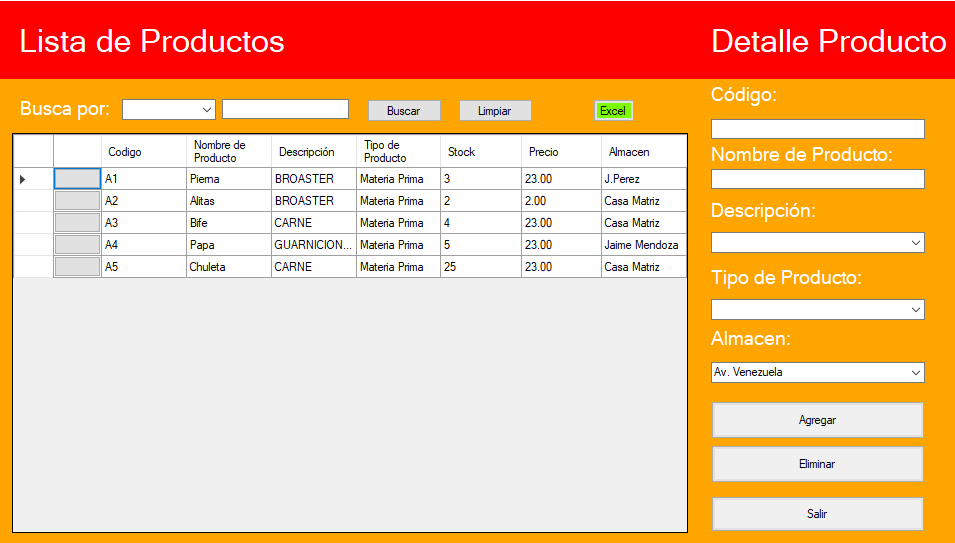 Lista de Productos
Detalle Producto
Busca por:
Buscar
Limpiar
Excel
Codigo Nombre de Producto Descripción Tipo de Producto Stock Precio Almacen
A1 Pierna BROASTER Materia Prima 3 23.00 J.Perez
A2 Alitas BROASTER Materia Prima 2 2.00 Casa Matriz
A3 Bife CARNE Materia Prima 4 23.00 Casa Matriz
A4 Papa GUARNICION... Materia Prima 5 23.00 Jaime Mendoza
A5 Chuleta CARNE Materia Prima 25 23.00 Casa Matriz
Código:
Nombre de Producto:
Descripción:
Tipo de Producto:
Almacen:
Av. Venezuela
Agregar
Eliminar
Salir